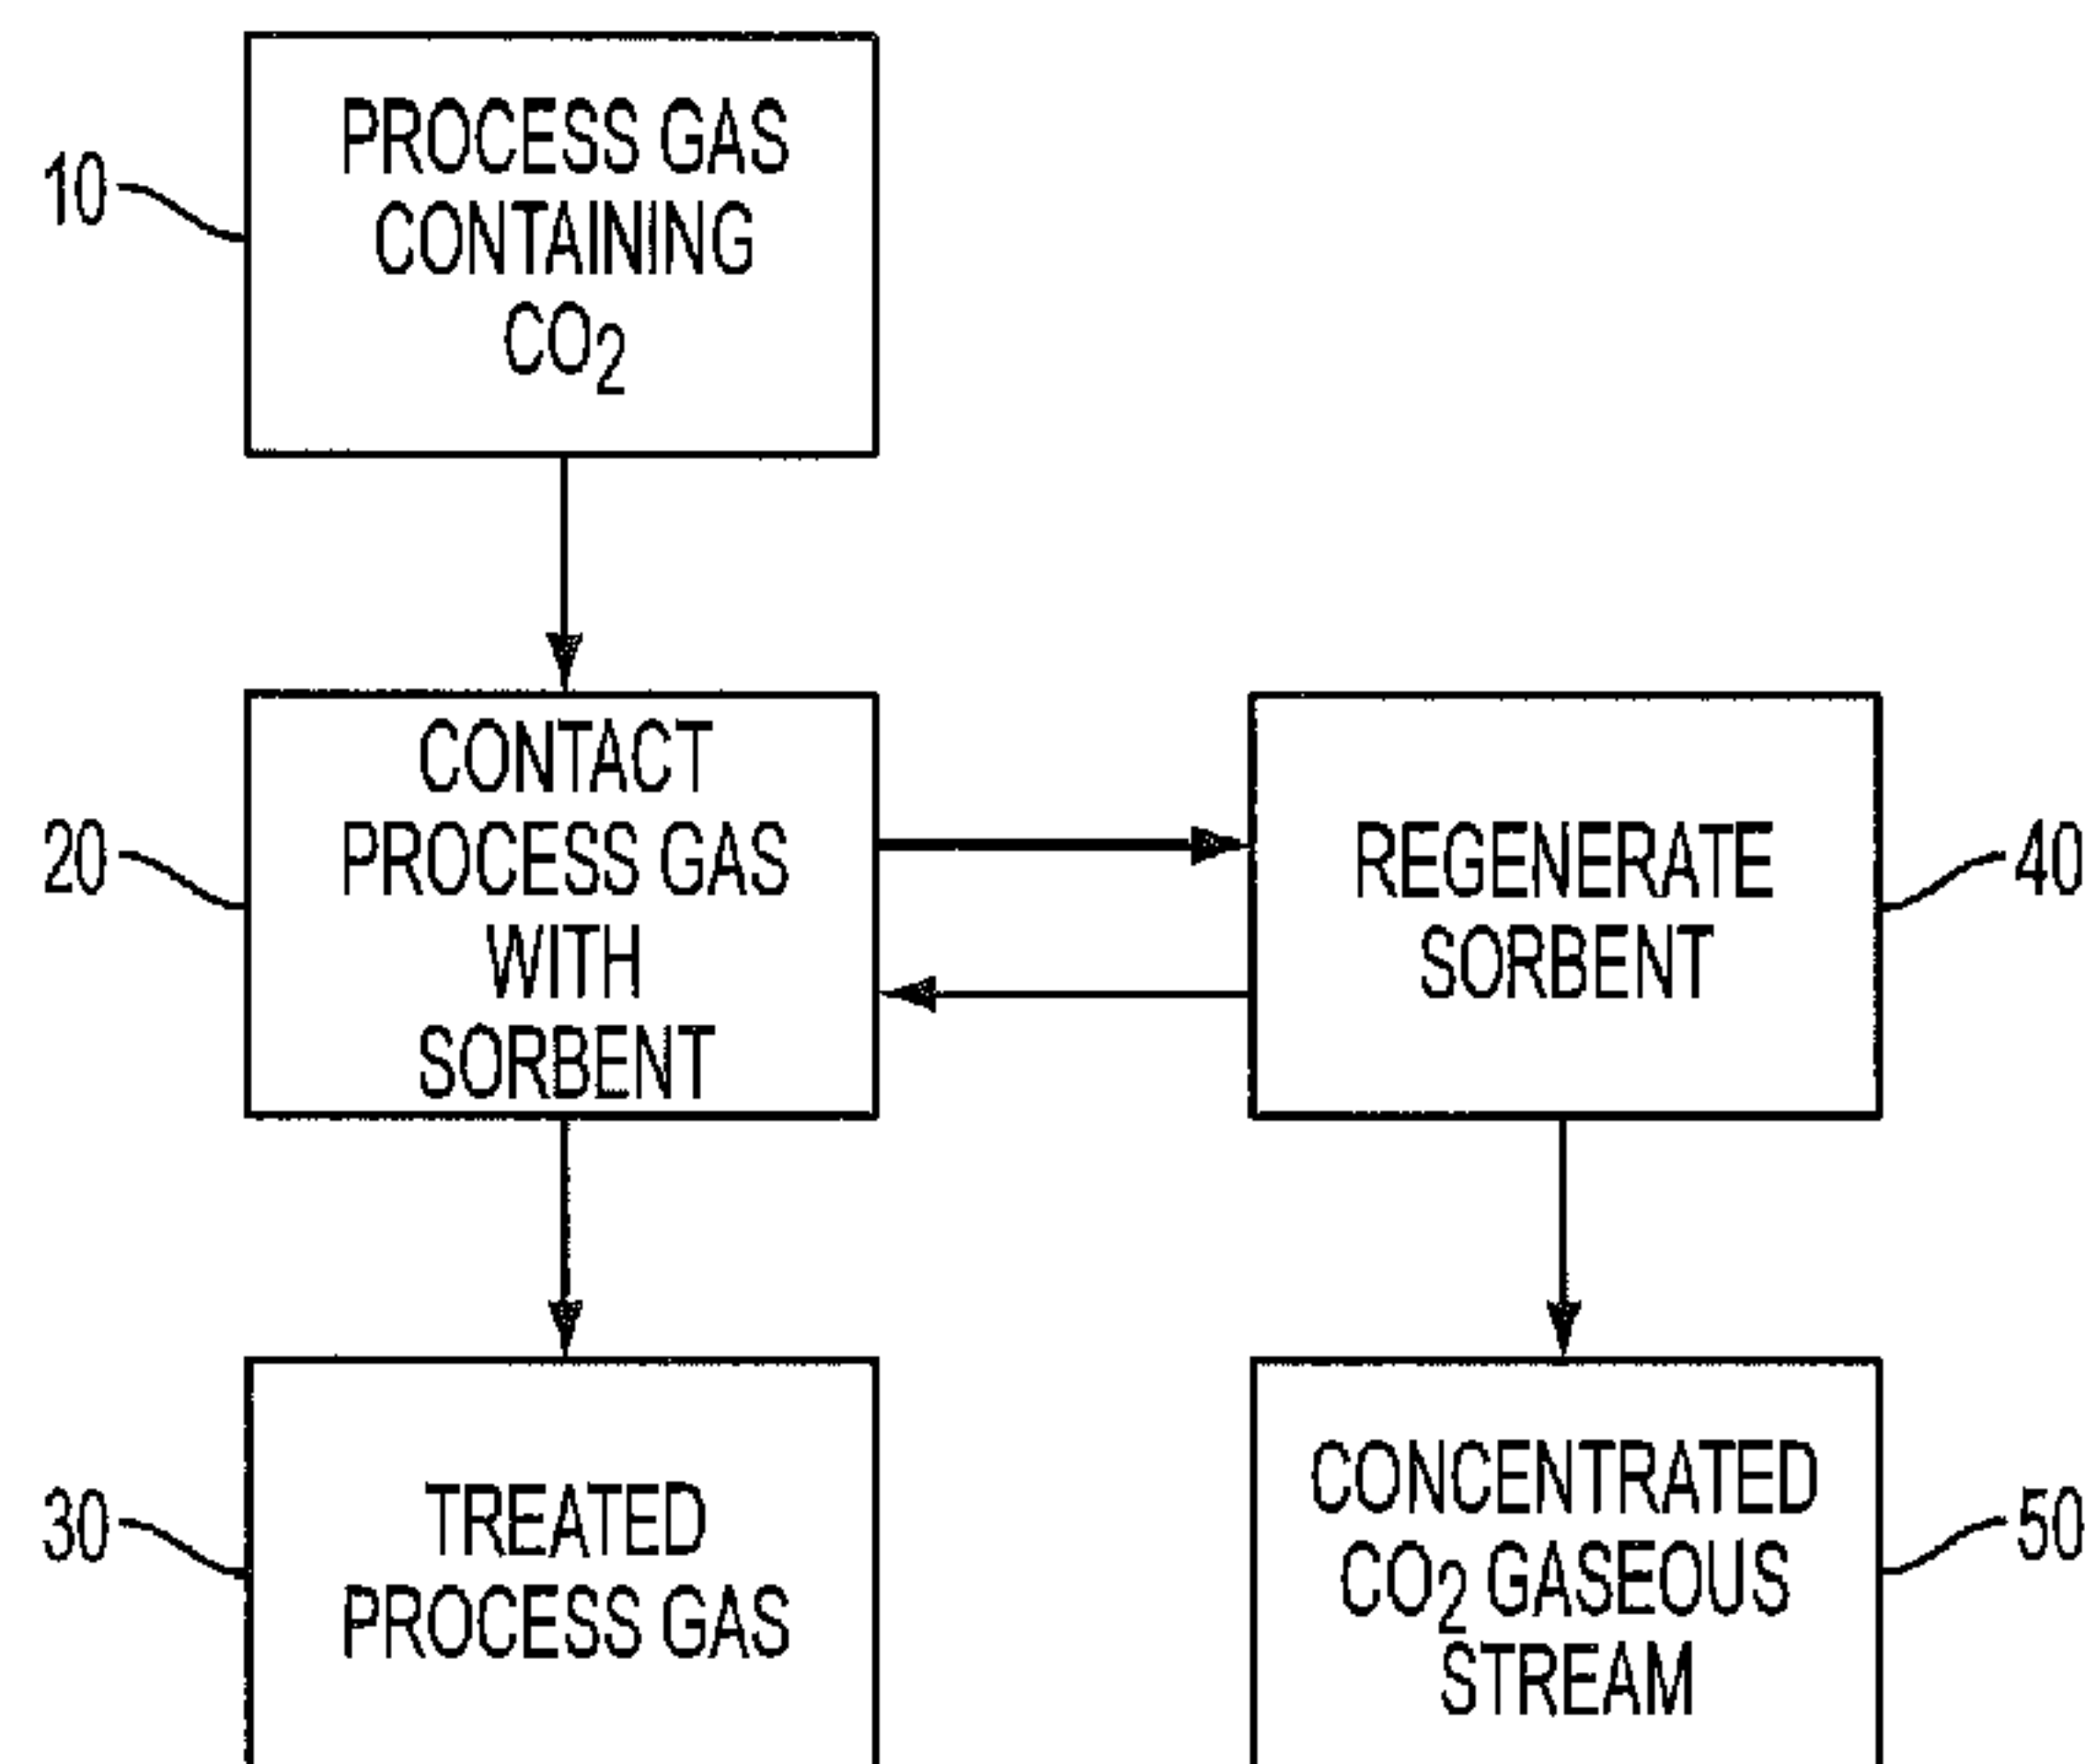 10
PROCESS GAS
CONTAINING
CO₂
20
CONTACT
PROCESS GAS
WITH
SORBENT
REGENERATE
SORBENT
40
30
TREATED
PROCESS GAS
CONCENTRATED
CO₂ GASEOUS
STREAM
50